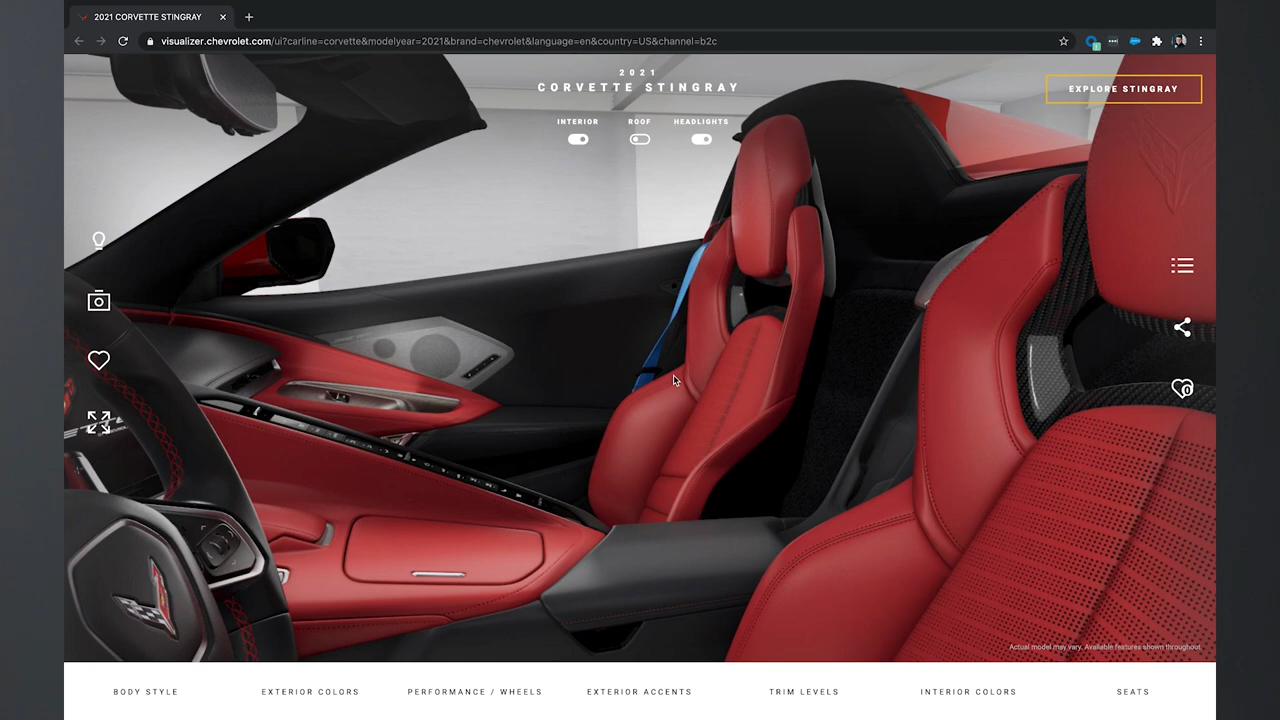 2021 CORVETTE STINGRAY
visualizer.chevrolet.com/ui?carline=corvette&modelyear=2021&brand=chevrolet&language=en&country=US&channel=b2c
2021
CORVETTE STINGRAY
EXPLORE STINGRAY
INTERIOR ROOF HEADLIGHTS
Actual model may vary. Available features shown throughout.
BODY STYLE EXTERIOR COLORS PERFORMANCE / WHEELS EXTERIOR ACCENTS TRIM LEVELS INTERIOR COLORS SEATS